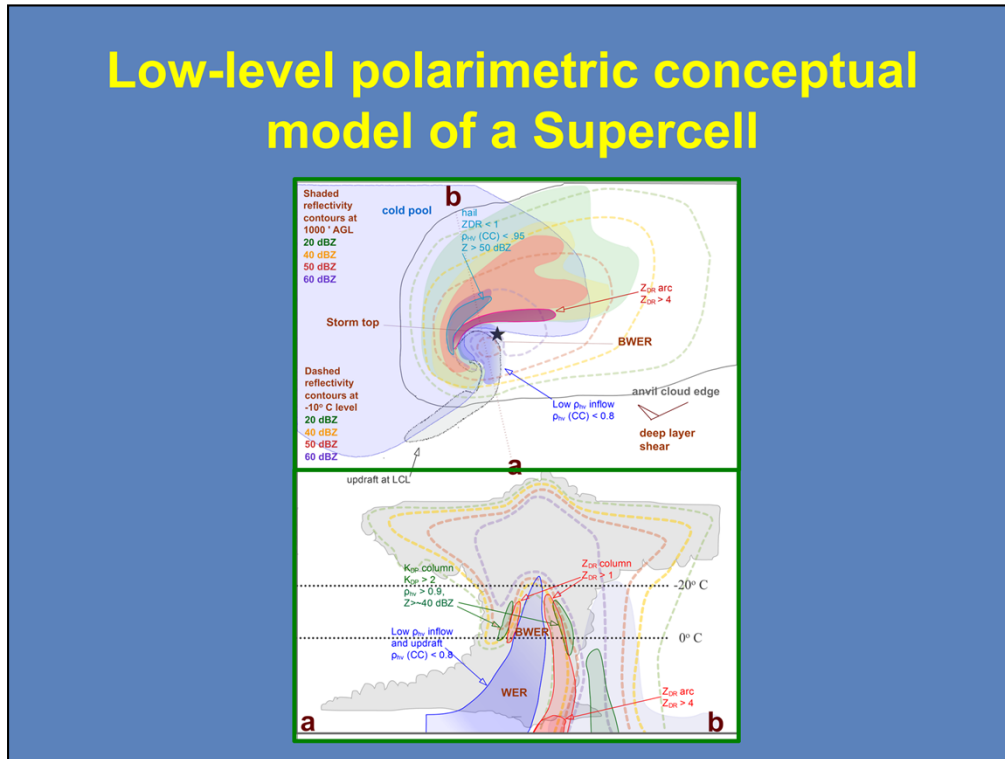 Low-level polarimetric conceptual
model of a Supercell
Shaded
reflectivity
contours at
1000 ' AGL
20 dBZ
40 dBZ
50 dBZ
60 dBZ
cold pool
b
hail
ZDR < 1
ρHV (CC) < .95
Z > 50 dBZ
ZDR arc
ZDR > 4
Storm top
BWER
Dashed
reflectivity
contours at
-10° C level
20 dBZ
40 dBZ
50 dBZ
60 dBZ
Low ρhv inflow
ρhv (CC) < 0.8
anvil cloud edge
deep layer
shear
updraft at LCL
a
KDP column
KDP > 2
ρhv > 0.9,
Z>~40 dBZ
ZDR column
ZDR > 1
-20° C
BWER
0° C
Low ρhv inflow
and updraft
ρhv (CC) < 0.8
WER
ZDR arc
ZDR > 4
a
b